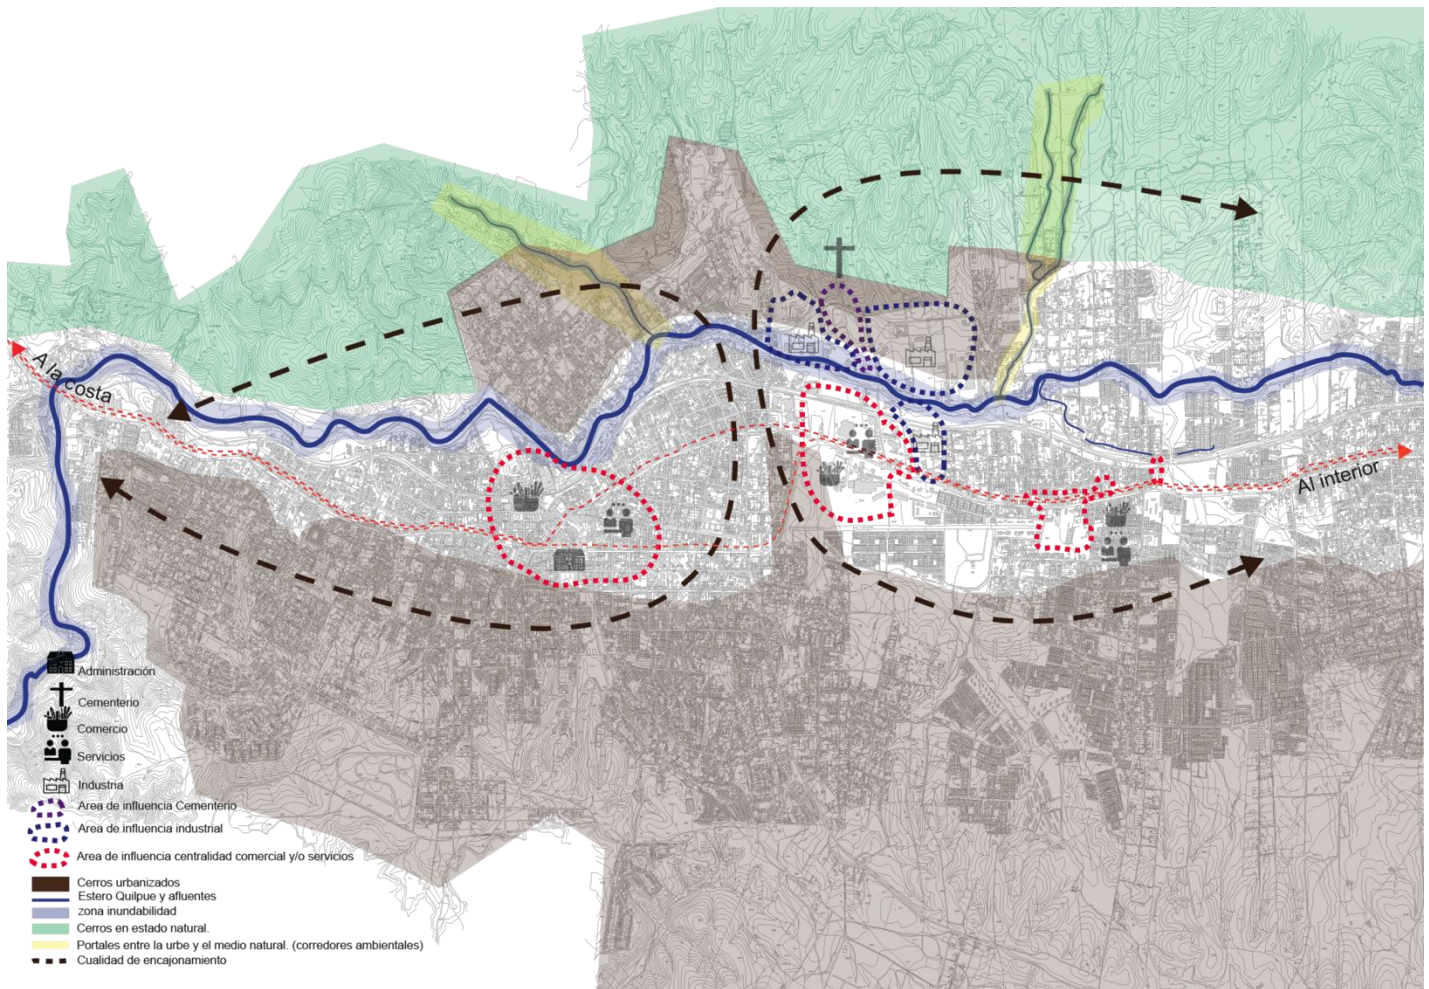 A la costa
Al interior
Administración
Cementerio
Comercio
Servicios
Industria
Area de influencia Cementerio
Area de influencia industrial
Area de influencia centralidad comercial y/o servicios
Cerros urbanizados
Estero Quilpue y afluentes
zona inundabilidad
Cerros en estado natural.
Portales entre la urbe y el medio natural. (corredores ambientales)
Cualidad de encajonamiento